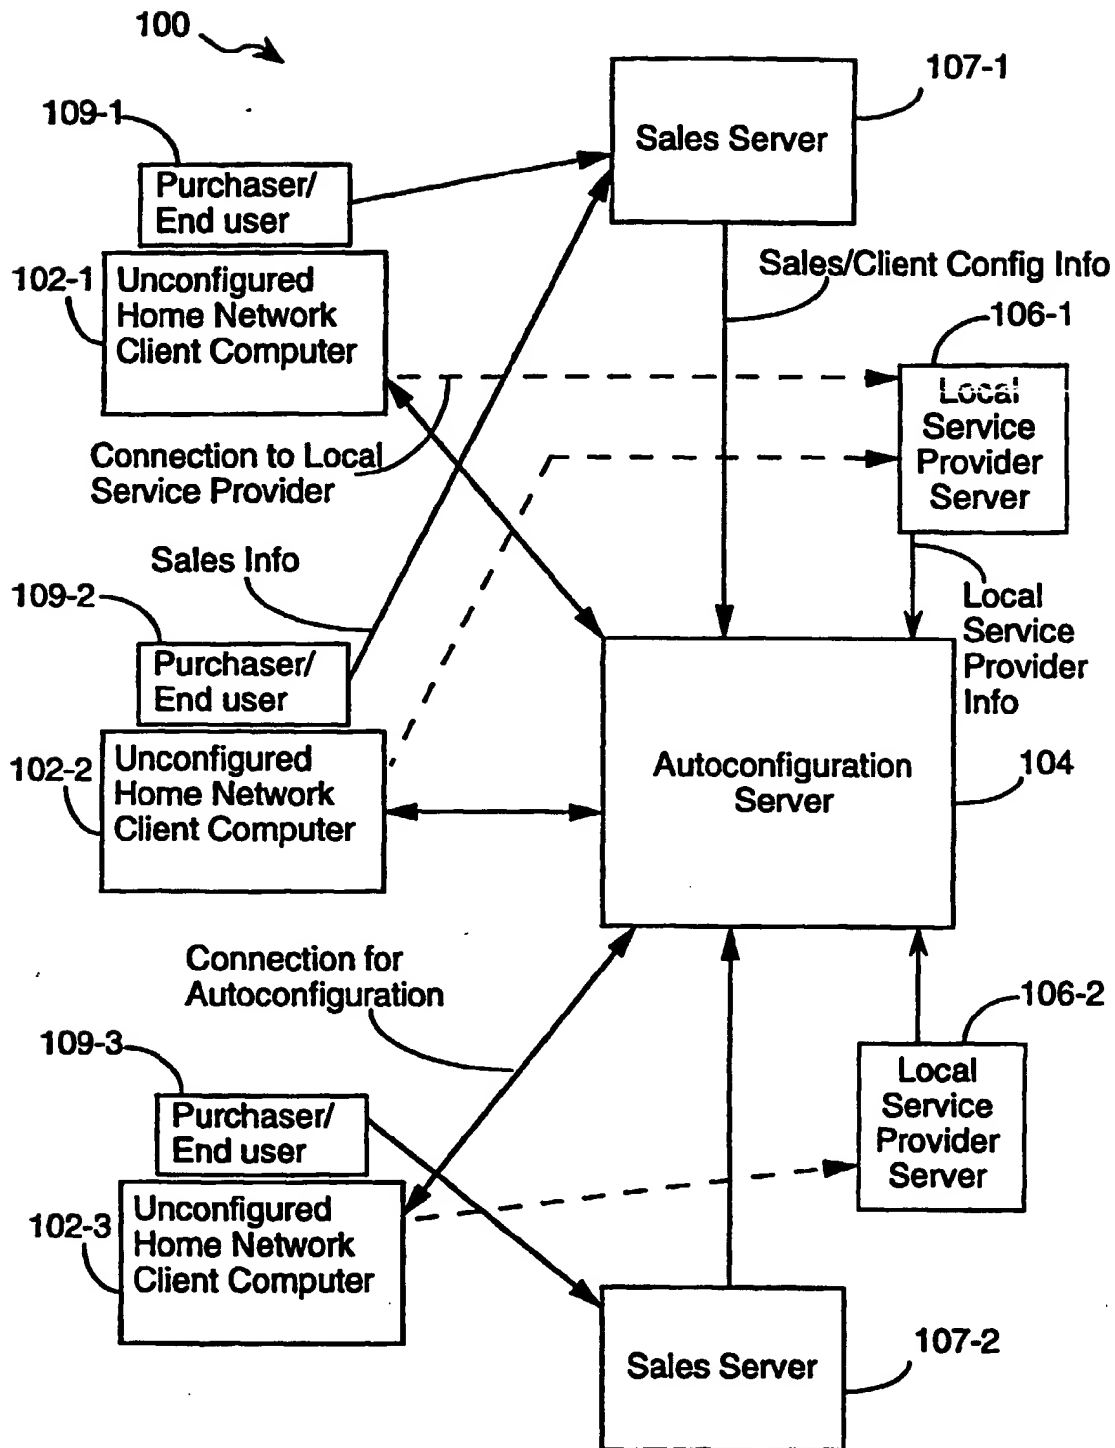 100
107-1
109-1
Sales Server
Purchaser/
End user
Sales/Client Config Info
102-1
Unconfigured
Home Network
Client Computer
106-1
Local
Service
Provider
Server
Connection to Local
Service Provider
Sales Info
109-2
Local
Service
Provider
Info
Purchaser/
End user
102-2
Unconfigured
Home Network
Client Computer
Autoconfiguration
Server
104
Connection for
Autoconfiguration
106-2
109-3
Local
Service
Provider
Server
Purchaser/
End user
102-3
Unconfigured
Home Network
Client Computer
Sales Server
107-2